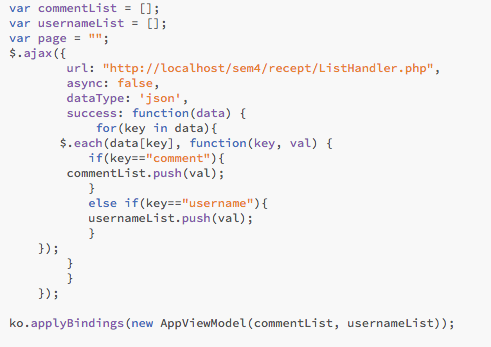 var commentList = [];
var usernameList = [];
var page = "";
$.ajax({
        url: "http://localhost/sem4/recept/ListHandler.php",
        async: false,
        dataType: 'json',
        success: function(data) {
            for(key in data){
       $.each(data[key], function(key, val) {
           if(key=="comment"){
        commentList.push(val);
           }
           else if(key=="username"){
           usernameList.push(val);
           }
    });
        }
        }
    });
ko.applyBindings(new AppViewModel(commentList, usernameList));